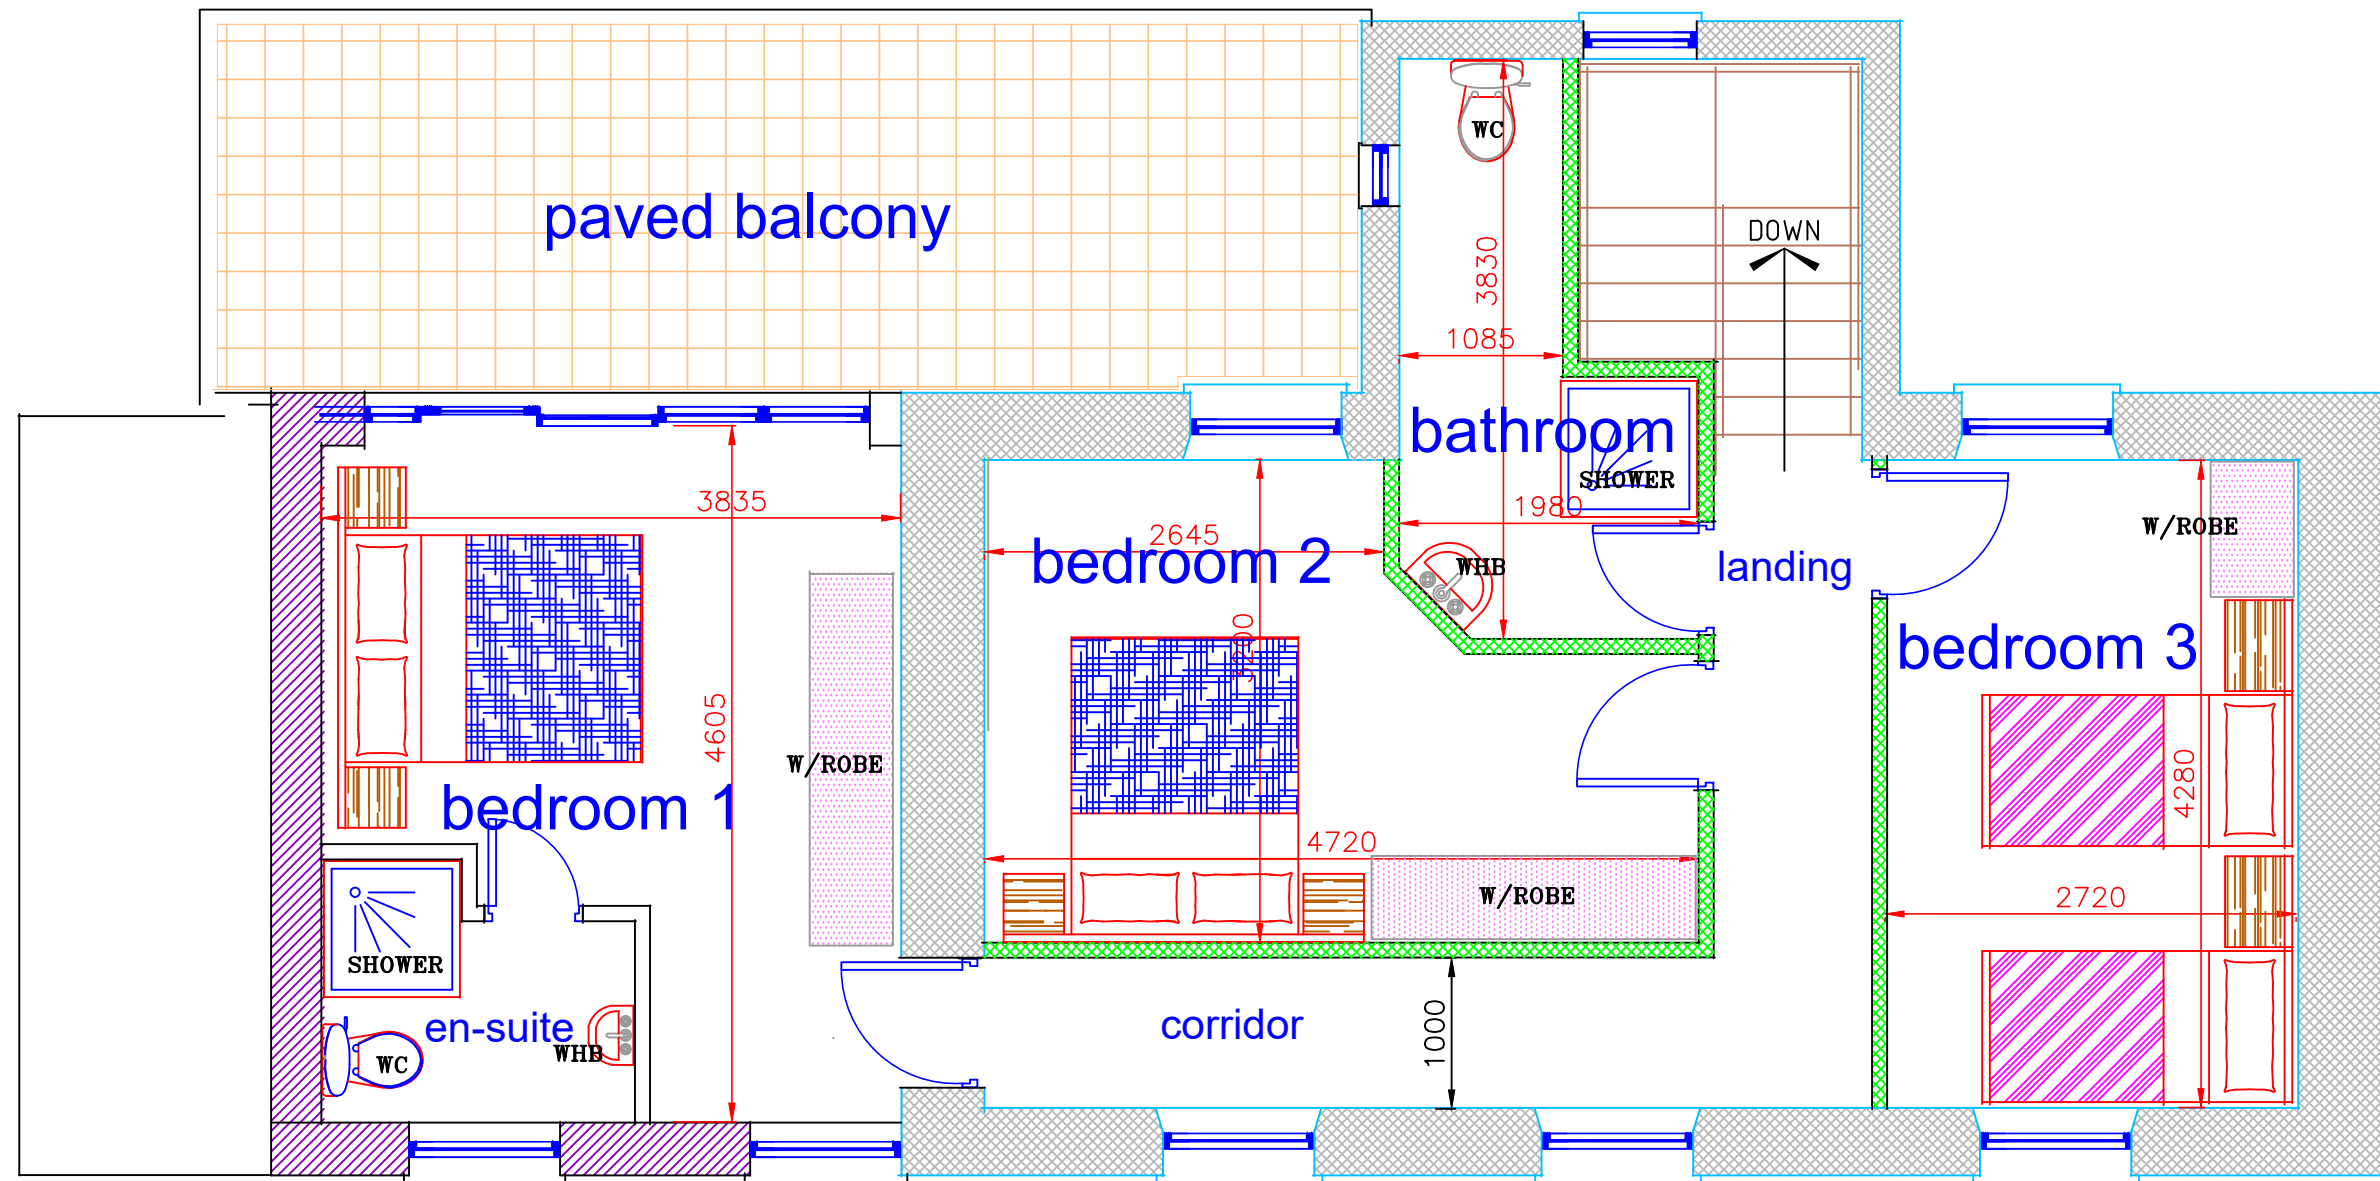 paved balcony
WC
DOWN
3830
1085
bathroom
SHOWER
1980
3835
2645
bedroom 2
WHB
landing
W/ROBE
bedroom 3
4605
W/ROBE
bedroom 1
4280
4720
W/ROBE
2720
SHOWER
en-suite
WHB
WC
corridor
1000